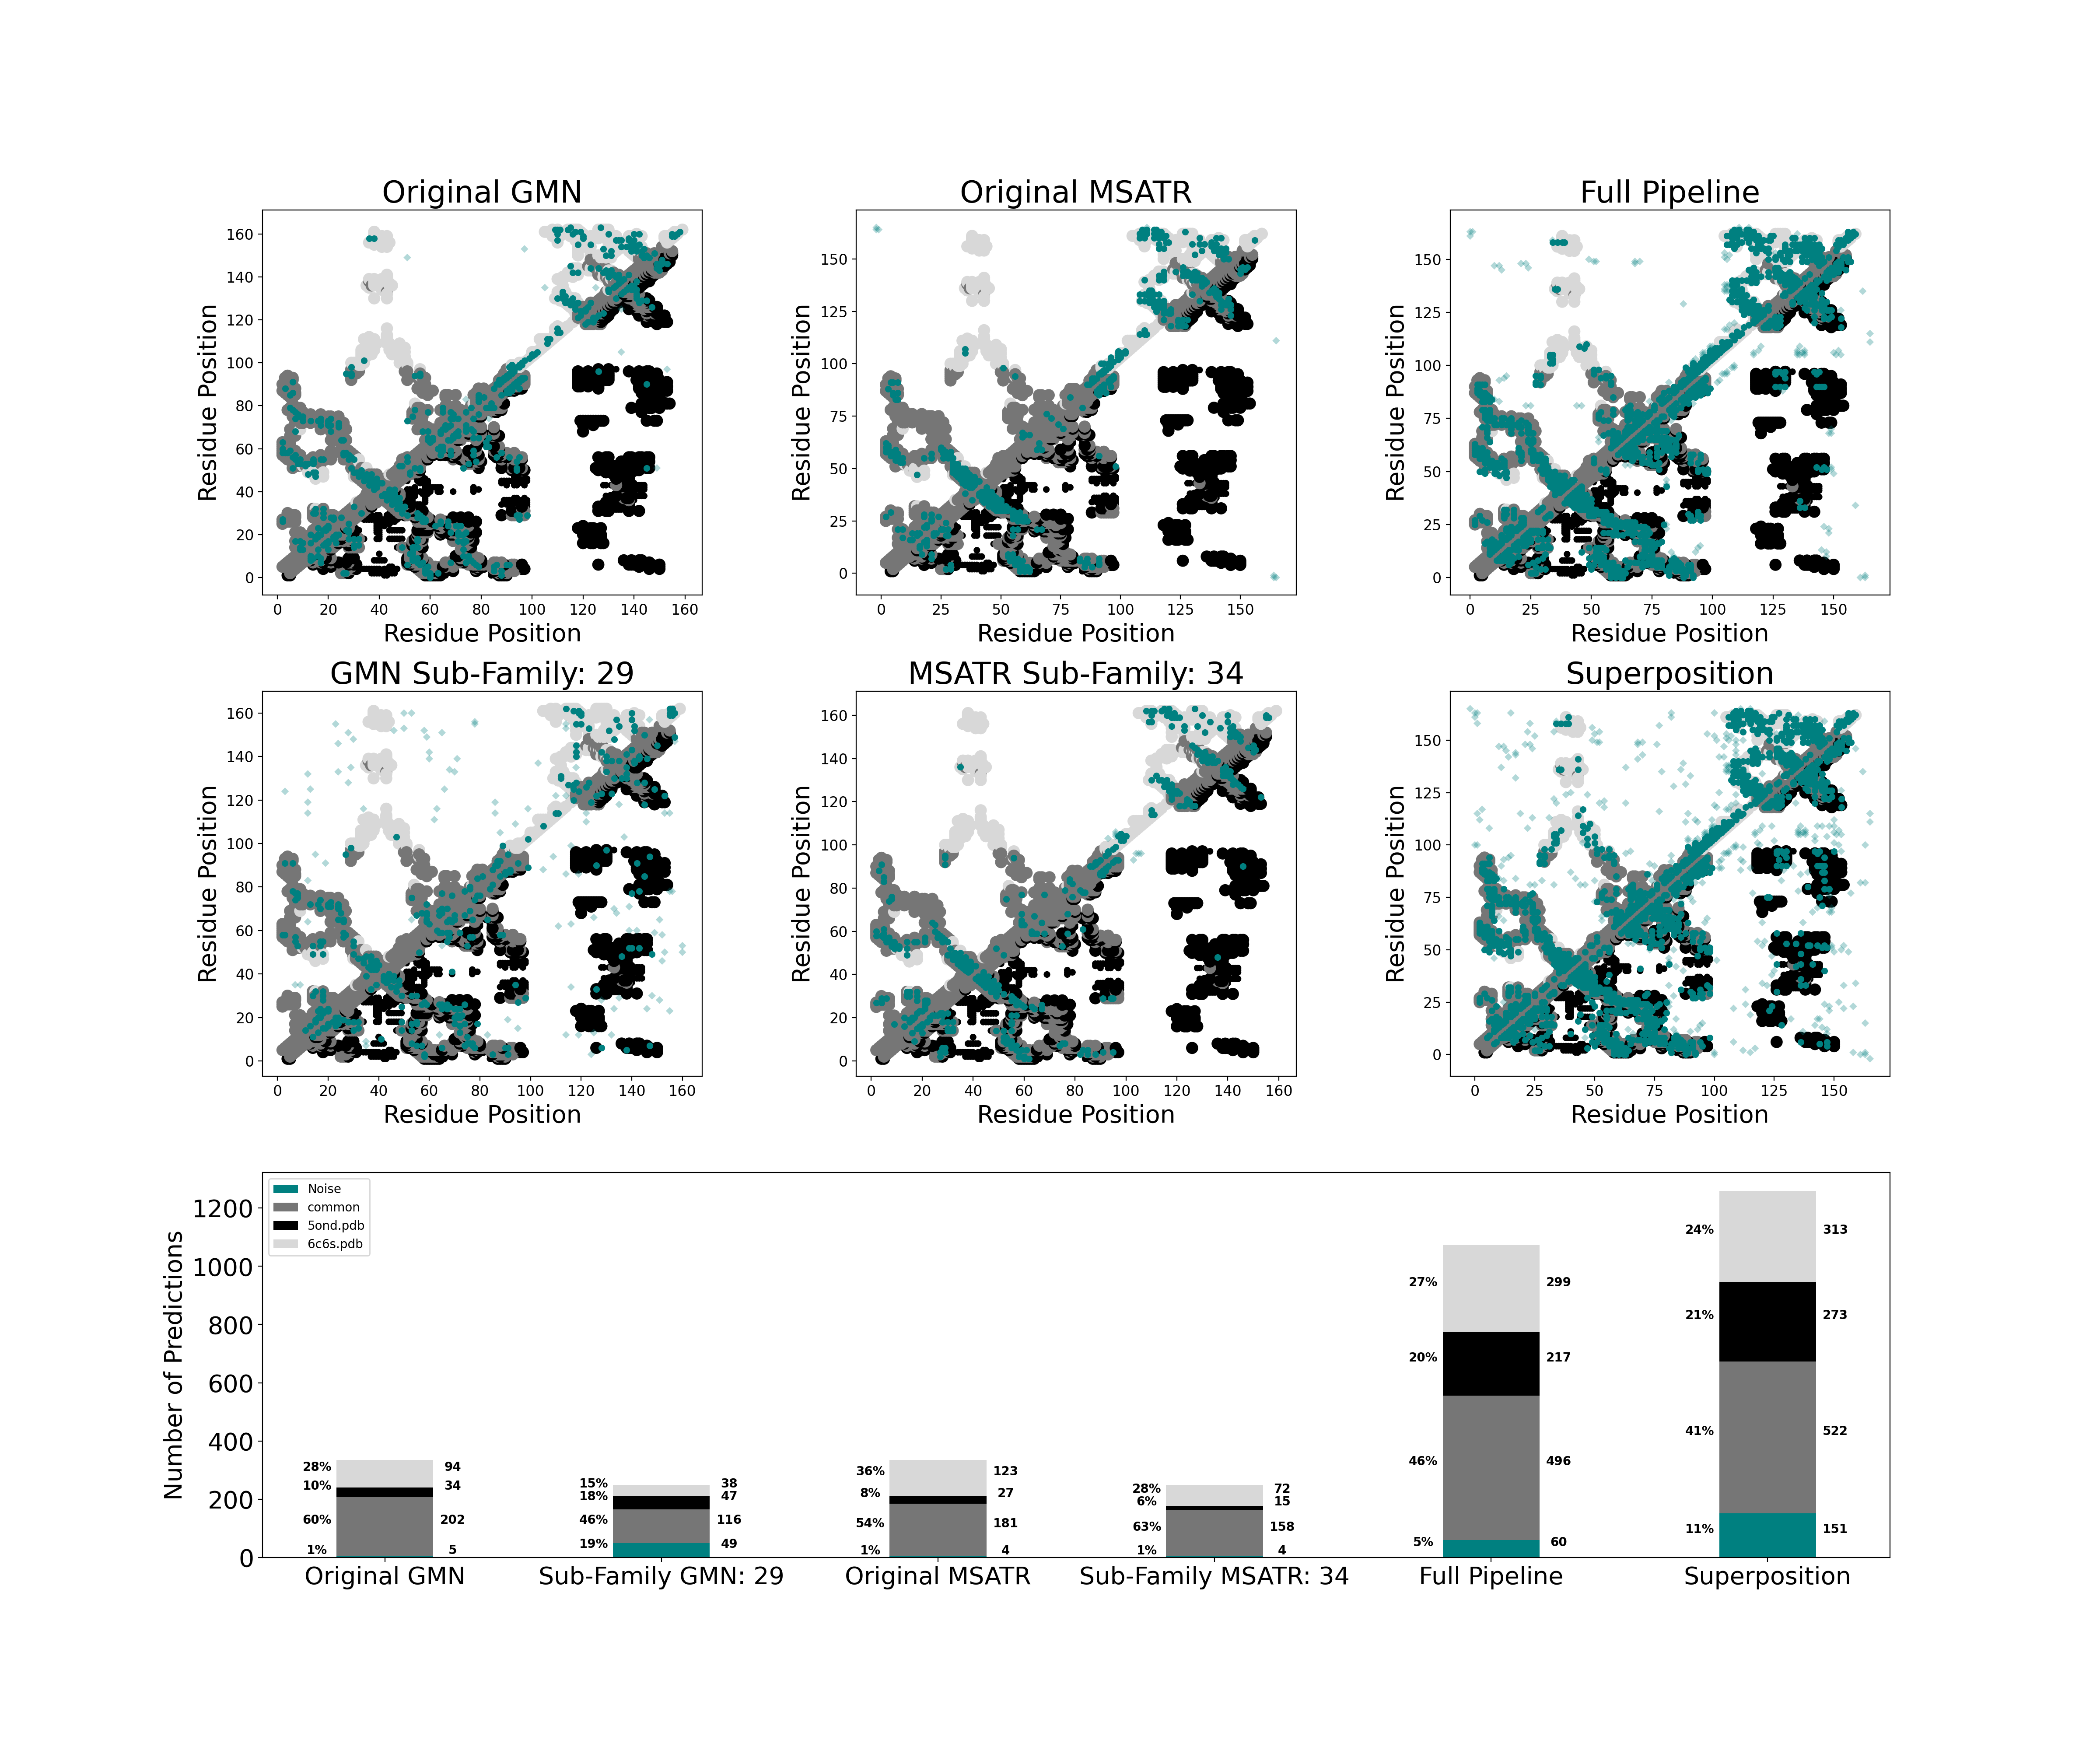 Original GMN
Original MSATR
Full Pipeline
160
140
120
100
80
60
40
20
0
Residue Position
0 20 40 60 80 100 120 140 160
Residue Position
150
125
100
75
50
25
0
Residue Position
0 25 50 75 100 125 150
Residue Position
150
125
100
75
50
25
0
Residue Position
0 25 50 75 100 125 150
Residue Position
GMN Sub-Family: 29
MSATR Sub-Family: 34
Superposition
160
140
120
100
80
60
40
20
0
Residue Position
0 20 40 60 80 100 120 140 160
Residue Position
160
140
120
100
80
60
40
20
0
Residue Position
0 20 40 60 80 100 120 140 160
Residue Position
150
125
100
75
50
25
0
Residue Position
0 25 50 75 100 125 150
Residue Position
Number of Predictions
1200
1000
800
600
400
200
0
Noise
common
5ond.pdb
6c6s.pdb
28% 94
10% 34
60% 202
1% 5
15% 38
18% 47
46% 116
19% 49
36% 123
8% 27
54% 181
1% 4
28% 72
6% 15
63% 158
1% 4
27% 299
20% 217
46% 496
5% 60
24% 313
21% 273
41% 522
11% 151
Original GMN
Sub-Family GMN: 29
Original MSATR
Sub-Family MSATR: 34
Full Pipeline
Superposition